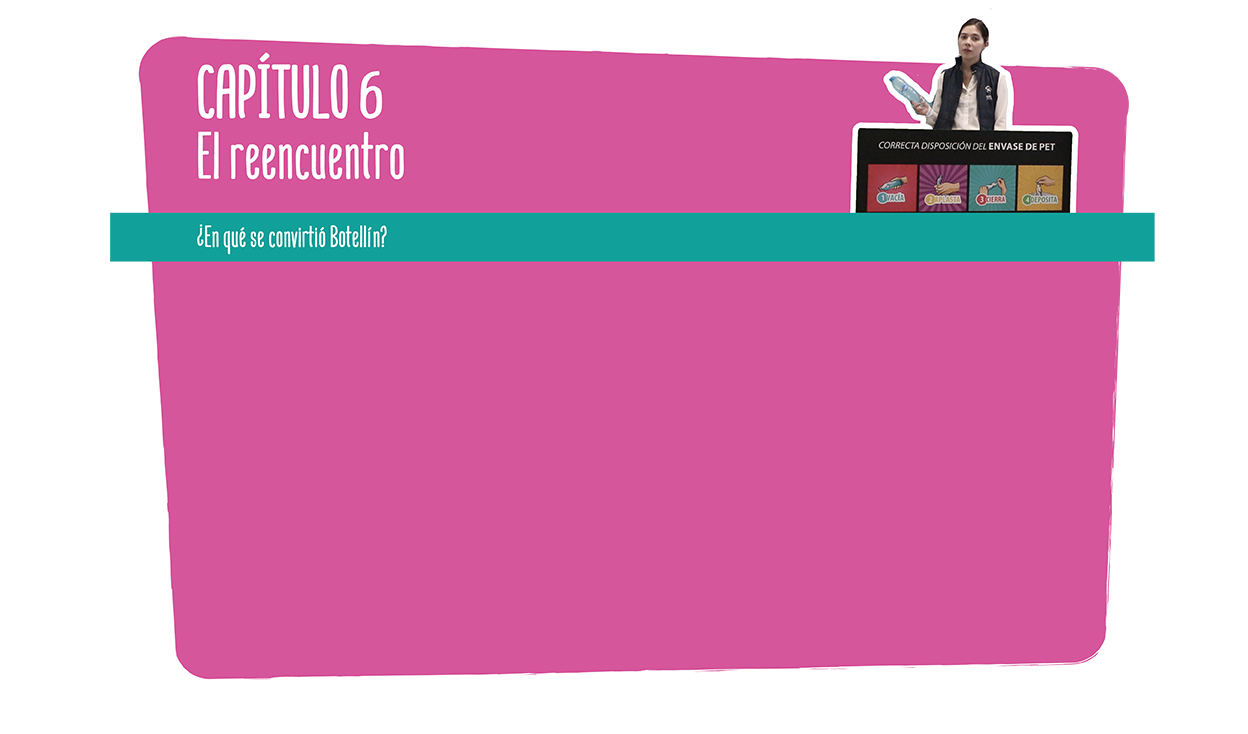 CAPÍTULO 6
El reencuentro
CORRECTA DISPOSICIÓN DEL ENVASE DE PET
1 VACÍA
2 APLASTA
3 CIERRA
4 DEPOSITA
¿En qué se convirtió Botellín?